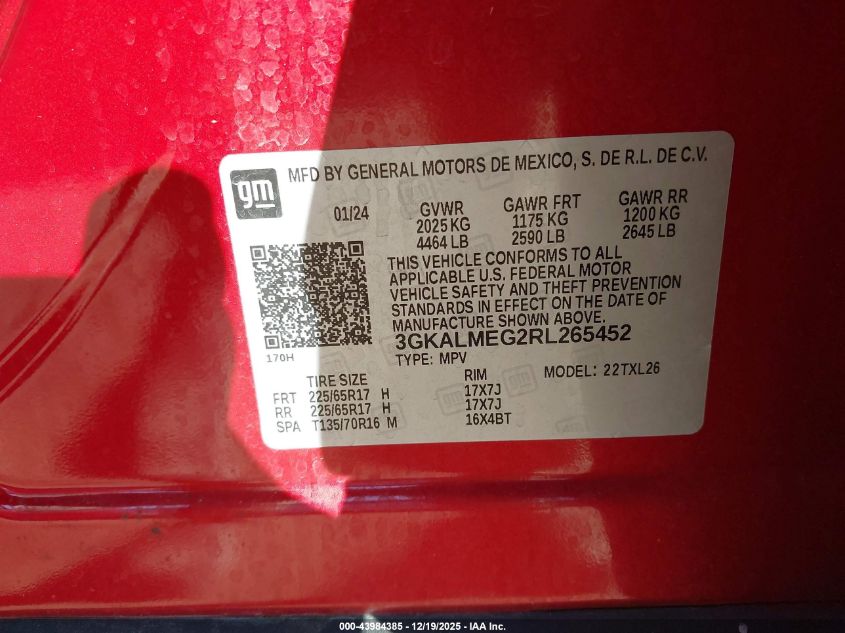 gm
MFD BY GENERAL MOTORS DE MEXICO, S. DE R.L. DE C.V.
01/24 GVWR GAWR FRT GAWR RR
2025 KG 1175 KG 1200 KG
4464 LB 2590 LB 2645 LB
THIS VEHICLE CONFORMS TO ALL
APPLICABLE U.S. FEDERAL MOTOR
VEHICLE SAFETY AND THEFT PREVENTION
STANDARDS IN EFFECT ON THE DATE OF
MANUFACTURE SHOWN ABOVE.
3GKALMEG2RL265452
170H
TYPE: MPV
MODEL: 22TXL26
TIRE SIZE RIM
FRT 225/65R17 H 17X7J
RR 225/65R17 H 17X7J
SPA T135/70R16 M 16X4BT
000-43984385 - 12/19/2025 - IAA Inc.